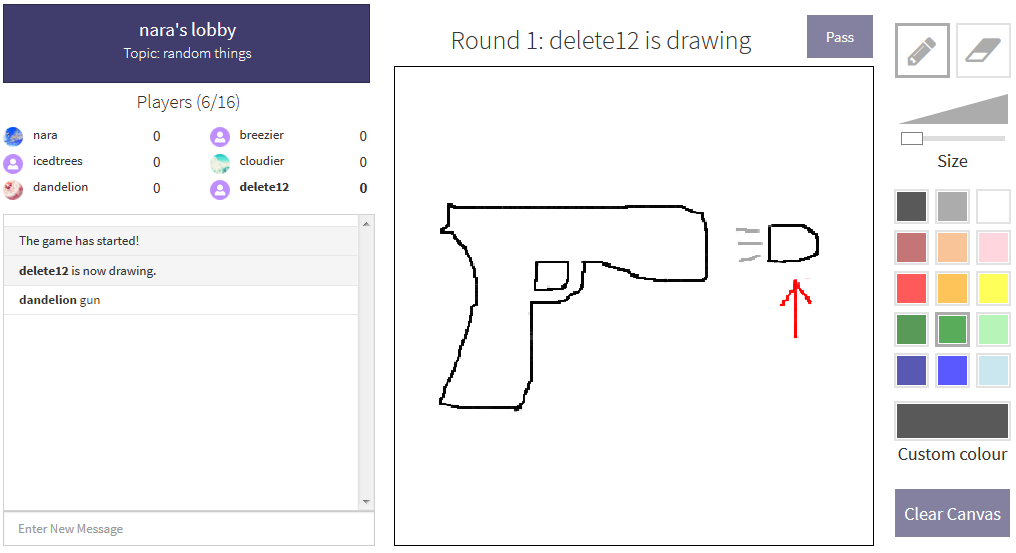 nara's lobby
Topic: random things
Players (6/16)
nara 0 breezier 0
icedtrees 0 cloudier 0
dandelion 0 delete12 0
The game has started!
delete12 is now drawing.
dandelion gun
Enter New Message
Round 1: delete12 is drawing
Pass
Size
Custom colour
Clear Canvas